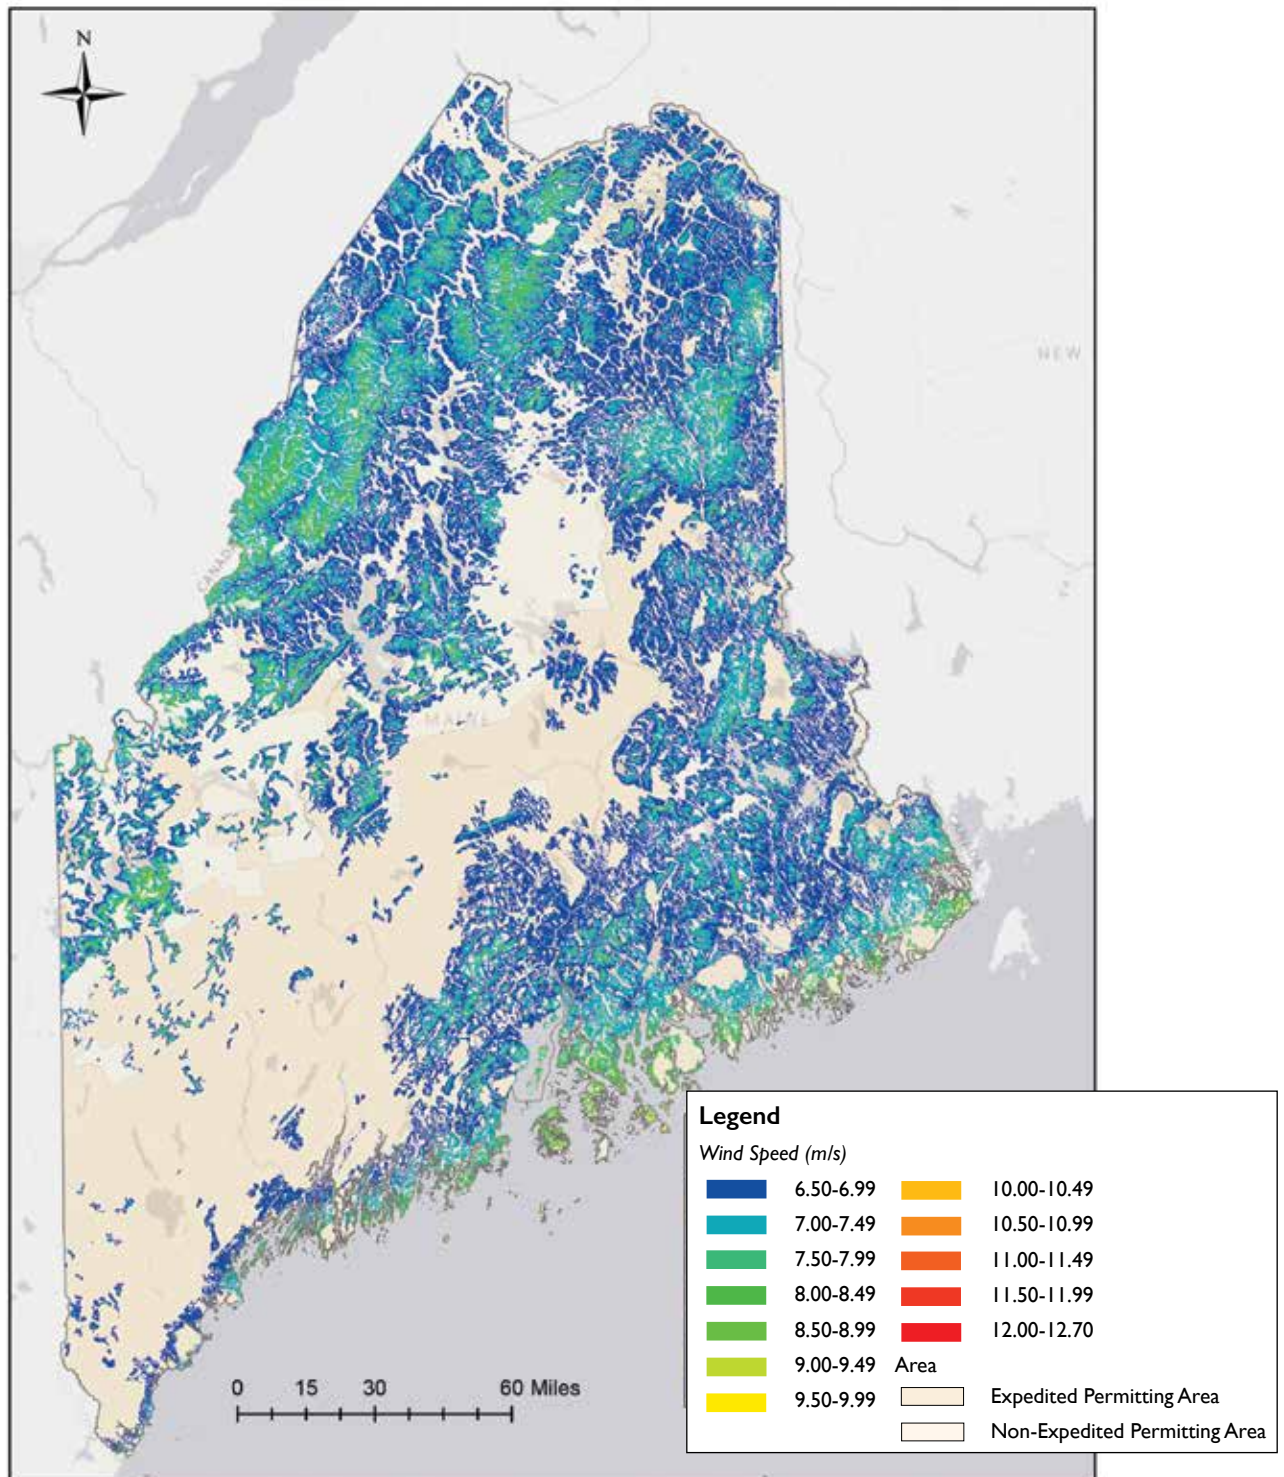 N
NEW
CANAD
MAINE
Z
Legend
Wind Speed (m/s)
6.50-6.99 10.00-10.49
7.00-7.49 10.50-10.99
7.50-7.99 11.00-11.49
8.00-8.49 11.50-11.99
8.50-8.99 12.00-12.70
9.00-9.49 Area
9.50-9.99 Expedited Permitting Area
Non-Expedited Permitting Area
0 15 30 60 Miles